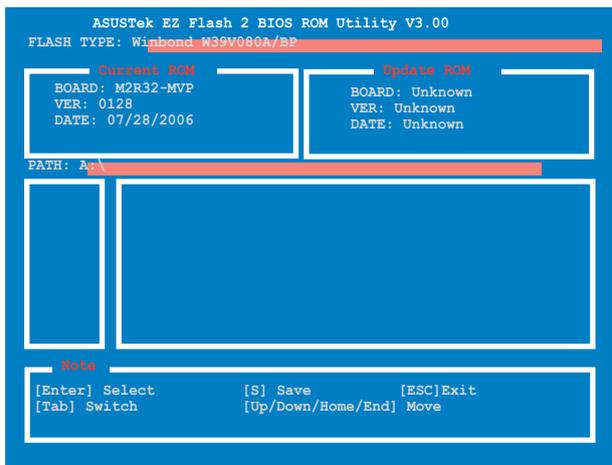 ASUSTek EZ Flash 2 BIOS ROM Utility V3.00
FLASH TYPE: Winbond W39V080A/BP
Current ROM
BOARD: M2R32-MVP
VER: 0128
DATE: 07/28/2006
Update ROM
BOARD: Unknown
VER: Unknown
DATE: Unknown
PATH: A:\
Note
[Enter] Select [S] Save [ESC]Exit
[Tab] Switch [Up/Down/Home/End] Move